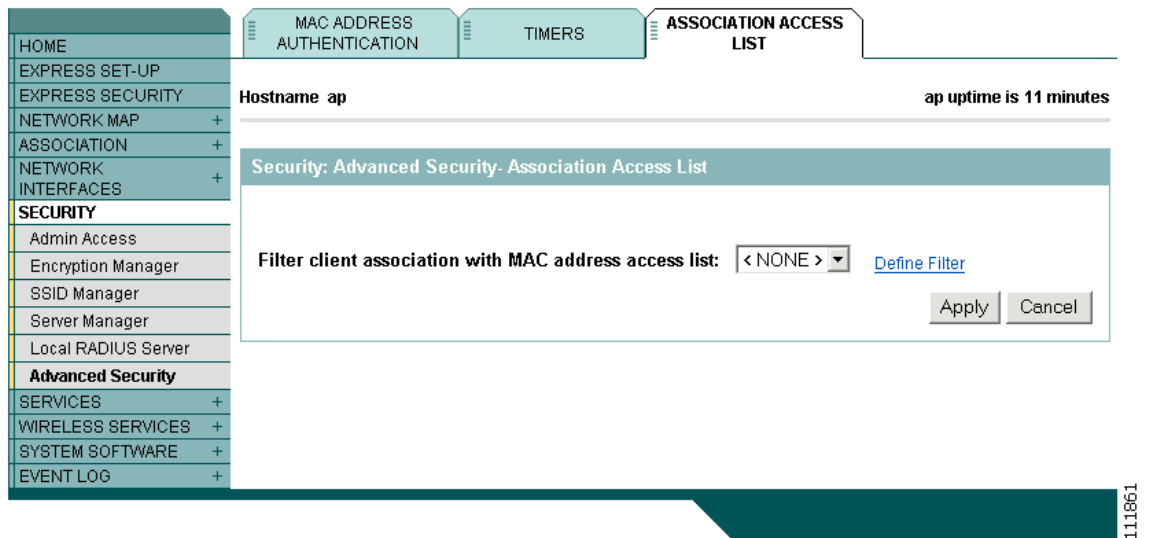 MAC ADDRESS
AUTHENTICATION
TIMERS
ASSOCIATION ACCESS
LIST
HOME
EXPRESS SET-UP
EXPRESS SECURITY
NETWORK MAP +
ASSOCIATION +
NETWORK
INTERFACES +
SECURITY
Admin Access
Encryption Manager
SSID Manager
Server Manager
Local RADIUS Server
Advanced Security
SERVICES +
WIRELESS SERVICES +
SYSTEM SOFTWARE +
EVENT LOG +
Hostname ap
ap uptime is 11 minutes
Security: Advanced Security- Association Access List
Filter client association with MAC address access list: < NONE > Define Filter
Apply Cancel
111861